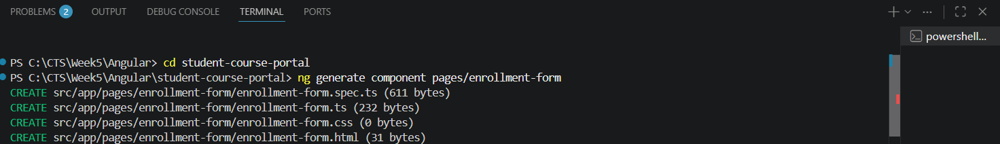 PROBLEMS 2 OUTPUT DEBUG CONSOLE TERMINAL PORTS
powershell...
PS C:\CTS\Week5\Angular> cd student-course-portal
PS C:\CTS\Week5\Angular\student-course-portal> ng generate component pages/enrollment-form
CREATE src/app/pages/enrollment-form/enrollment-form.spec.ts (611 bytes)
CREATE src/app/pages/enrollment-form/enrollment-form.ts (232 bytes)
CREATE src/app/pages/enrollment-form/enrollment-form.css (0 bytes)
CREATE src/app/pages/enrollment-form/enrollment-form.html (31 bytes)